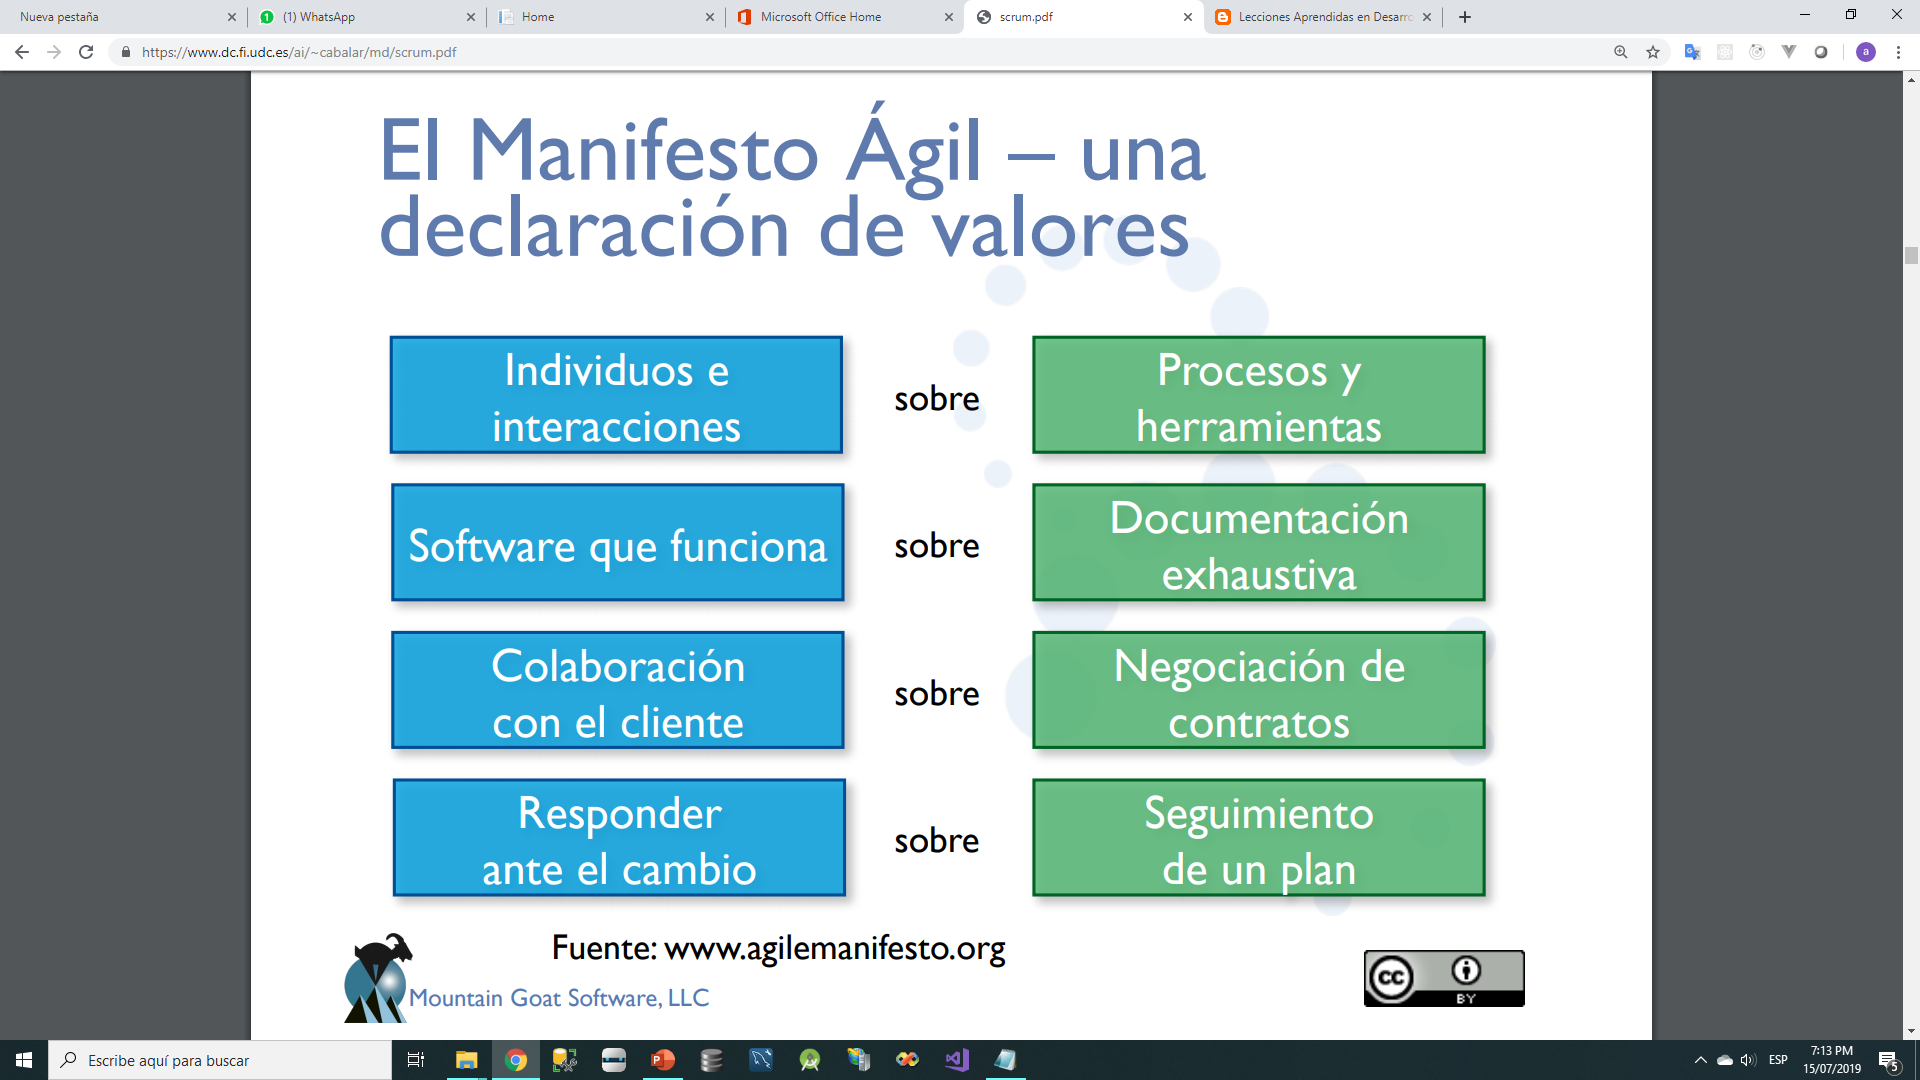 Nueva pestaña
(1) WhatsApp
Home
Microsoft Office Home
scrum.pdf
Lecciones Aprendidas en Desarro
https://www.dc.fi.udc.es/ai/~cabalar/md/scrum.pdf
a
El Manifesto Ágil – una
declaración de valores
Individuos e
interacciones
sobre
Procesos y
herramientas
Software que funciona
sobre
Documentación
exhaustiva
Colaboración
con el cliente
sobre
Negociación de
contratos
Responder
ante el cambio
sobre
Seguimiento
de un plan
Fuente: www.agilemanifesto.org
Mountain Goat Software, LLC
cc
BY
Escribe aquí para buscar
ESP
7:13 PM
15/07/2019
5